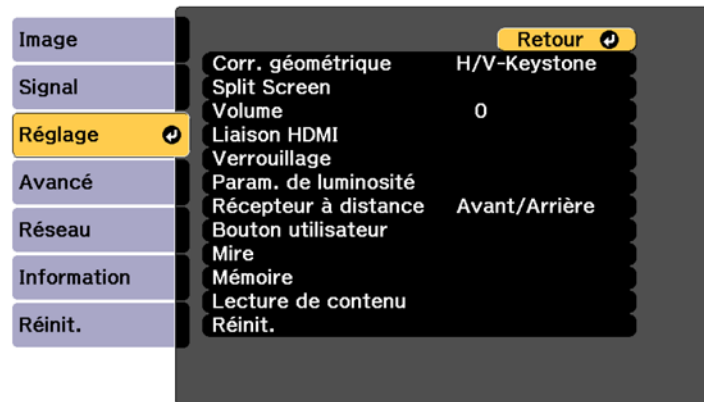 Image
Signal
Réglage
Avancé
Réseau
Information
Réinit.
Retour
Corr. géométrique H/V-Keystone
Split Screen
Volume 0
Liaison HDMI
Verrouillage
Param. de luminosité
Récepteur à distance Avant/Arrière
Bouton utilisateur
Mire
Mémoire
Lecture de contenu
Réinit.